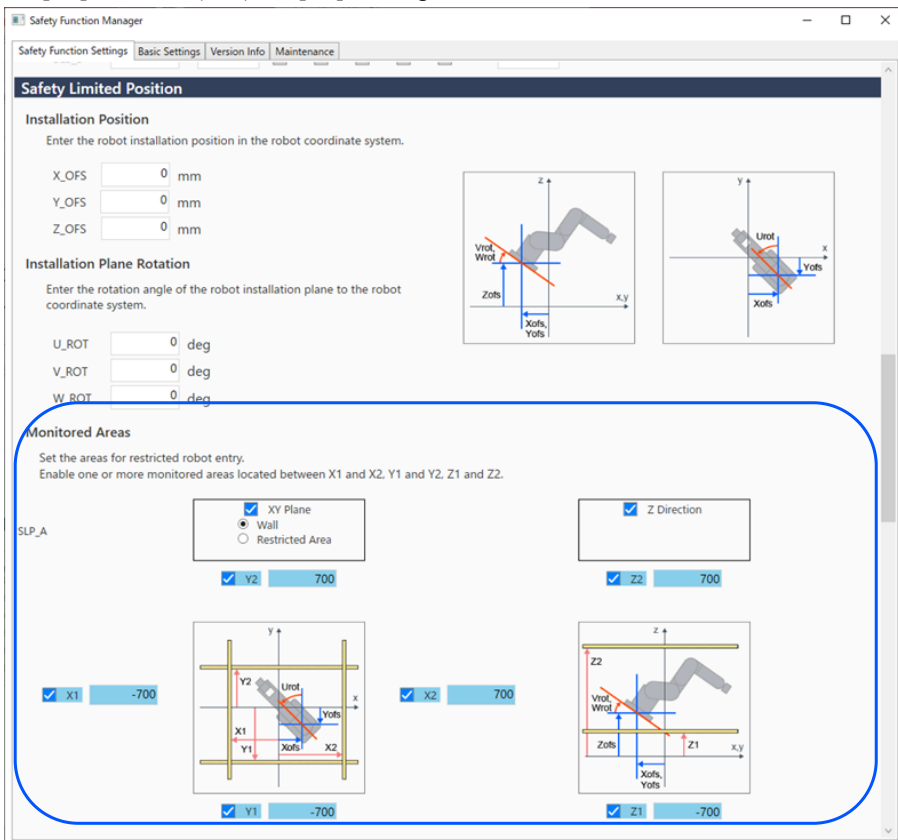 Safety Function Manager
Safety Function Settings Basic Settings Version Info Maintenance
Safety Limited Position
Installation Position
Enter the robot installation position in the robot coordinate system.
X_OFS 0 mm
Y_OFS 0 mm
Z_OFS 0 mm
z
Vrot,
Wrot
Zofs
x,y
Xofs,
Yofs
y
Urot
x
Yofs
Xofs
Installation Plane Rotation
Enter the rotation angle of the robot installation plane to the robot
coordinate system.
U_ROT 0 deg
V_ROT 0 deg
W_ROT 0 deg
Monitored Areas
Set the areas for restricted robot entry.
Enable one or more monitored areas located between X1 and X2, Y1 and Y2, Z1 and Z2.
SLP_A
XY Plane
Wall
Restricted Area
Z Direction
Y2 700
Z2 700
X1 -700
y
Y2
Urot
x
Yofs
X1
Y1
Xofs
X2
X2 700
z
Z2
Vrot,
Wrot
Zofs
Z1
x,y
Xofs,
Yofs
Y1 -700
Z1 -700